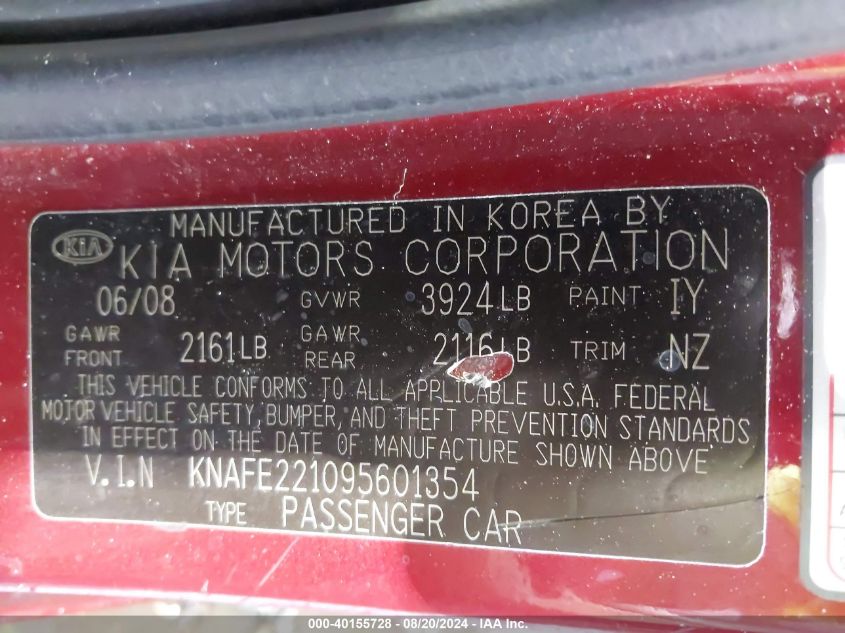 MANUFACTURED IN KOREA BY
KIA KIA MOTORS CORPORATION
06/08 GVWR 3924LB PAINT IY
GAWR FRONT 2161LB GAWR REAR 2116LB TRIM NZ
THIS VEHICLE CONFORMS TO ALL APPLICABLE U.S.A. FEDERAL
MOTOR VEHICLE SAFETY, BUMPER, AND THEFT PREVENTION STANDARDS
IN EFFECT ON THE DATE OF MANUFACTURE SHOWN ABOVE
V.I.N KNAFE221095601354
TYPE PASSENGER CAR
000-40155728 - 08/20/2024 - IAA Inc.